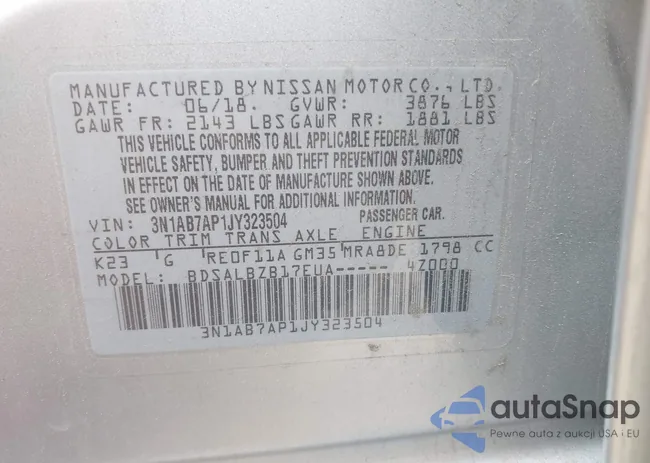 MANUFACTURED BY NISSAN MOTOR CO., LTD.
DATE: 06/18. GVWR: 3876 LBS
GAWR FR: 2143 LBS GAWR RR: 1881 LBS
THIS VEHICLE CONFORMS TO ALL APPLICABLE FEDERAL MOTOR
VEHICLE SAFETY, BUMPER AND THEFT PREVENTION STANDARDS
IN EFFECT ON THE DATE OF MANUFACTURE SHOWN ABOVE.
SEE OWNER'S MANUAL FOR ADDITIONAL INFORMATION.
VIN: 3N1AB7AP1JY323504 PASSENGER CAR.
COLOR TRIM TRANS AXLE ENGINE
K23 G RE0F11A GM35 MRA8DE 1798 CC
MODEL: BDSALBZB17EUA----- 4Z000
3N1AB7AP1JY323504
autaSnap
Pewne auta z aukcji USA i EU